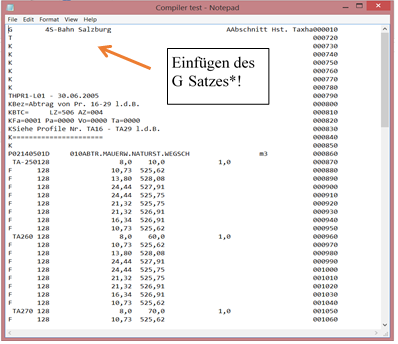 Compiler test - Notepad
File Edit Format View Help
G 45-Bahn Salzburg AAbschnitt Hst. Taxha000010
T 000720
K 000730
K 000740
K 000750
K 000760
K 000770
K 000780
THPR1-L01 - 30.06.2005 000790
KBez=Abtrag von Pr. 16-29 l.d.B. 000800
KBTC= LZ=506 AZ=004 000810
KFa=0001 Pa=0000 Vo=0000 Ta=0000 000820
KSiehe Profile Nr. TA16 - TA29 l.d.B. 000830
K====================== 000840
K 000850
P02140501D 010ABTR.MAUERW.NATURST.WEGSCH m3 000860
TA-250128 8,0 10,0 1,0 000870
F 128 10,73 525,62 000880
F 128 13,80 528,08 000890
F 128 24,44 527,91 000900
F 128 24,44 525,75 000910
F 128 21,32 525,75 000920
F 128 21,32 526,91 000930
F 128 16,34 526,91 000940
F 128 10,73 525,62 000950
TA260 128 8,0 60,0 1,0 000960
F 128 10,73 525,62 000970
F 128 13,80 528,08 000980
F 128 24,44 527,91 000990
F 128 24,44 525,75 001000
F 128 21,32 525,75 001010
F 128 21,32 526,91 001020
F 128 16,34 526,91 001030
F 128 10,73 525,62 001040
TA270 128 8,0 70,0 1,0 001050
F 128 10,73 525,62 001060
Einfügen des
G Satzes*!